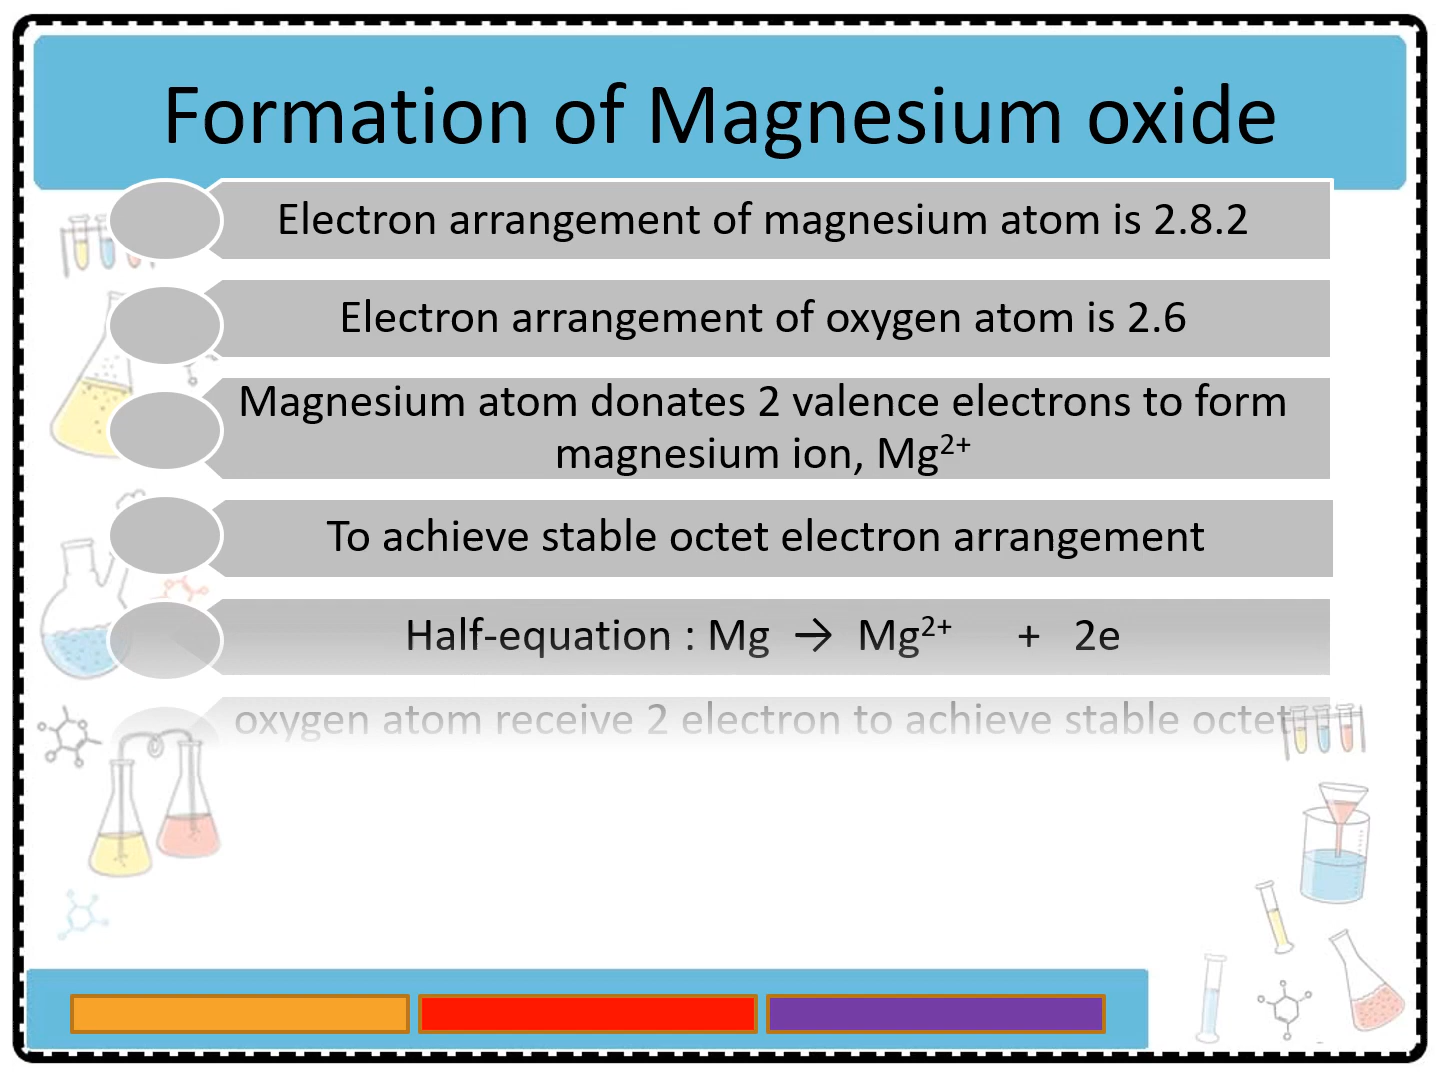 Formation of Magnesium oxide
Electron arrangement of magnesium atom is 2.8.2
Electron arrangement of oxygen atom is 2.6
Magnesium atom donates 2 valence electrons to form
magnesium ion, Mg²⁺
To achieve stable octet electron arrangement
Half-equation : Mg → Mg²⁺ + 2e
oxygen atom receive 2 electron to achieve stable octet